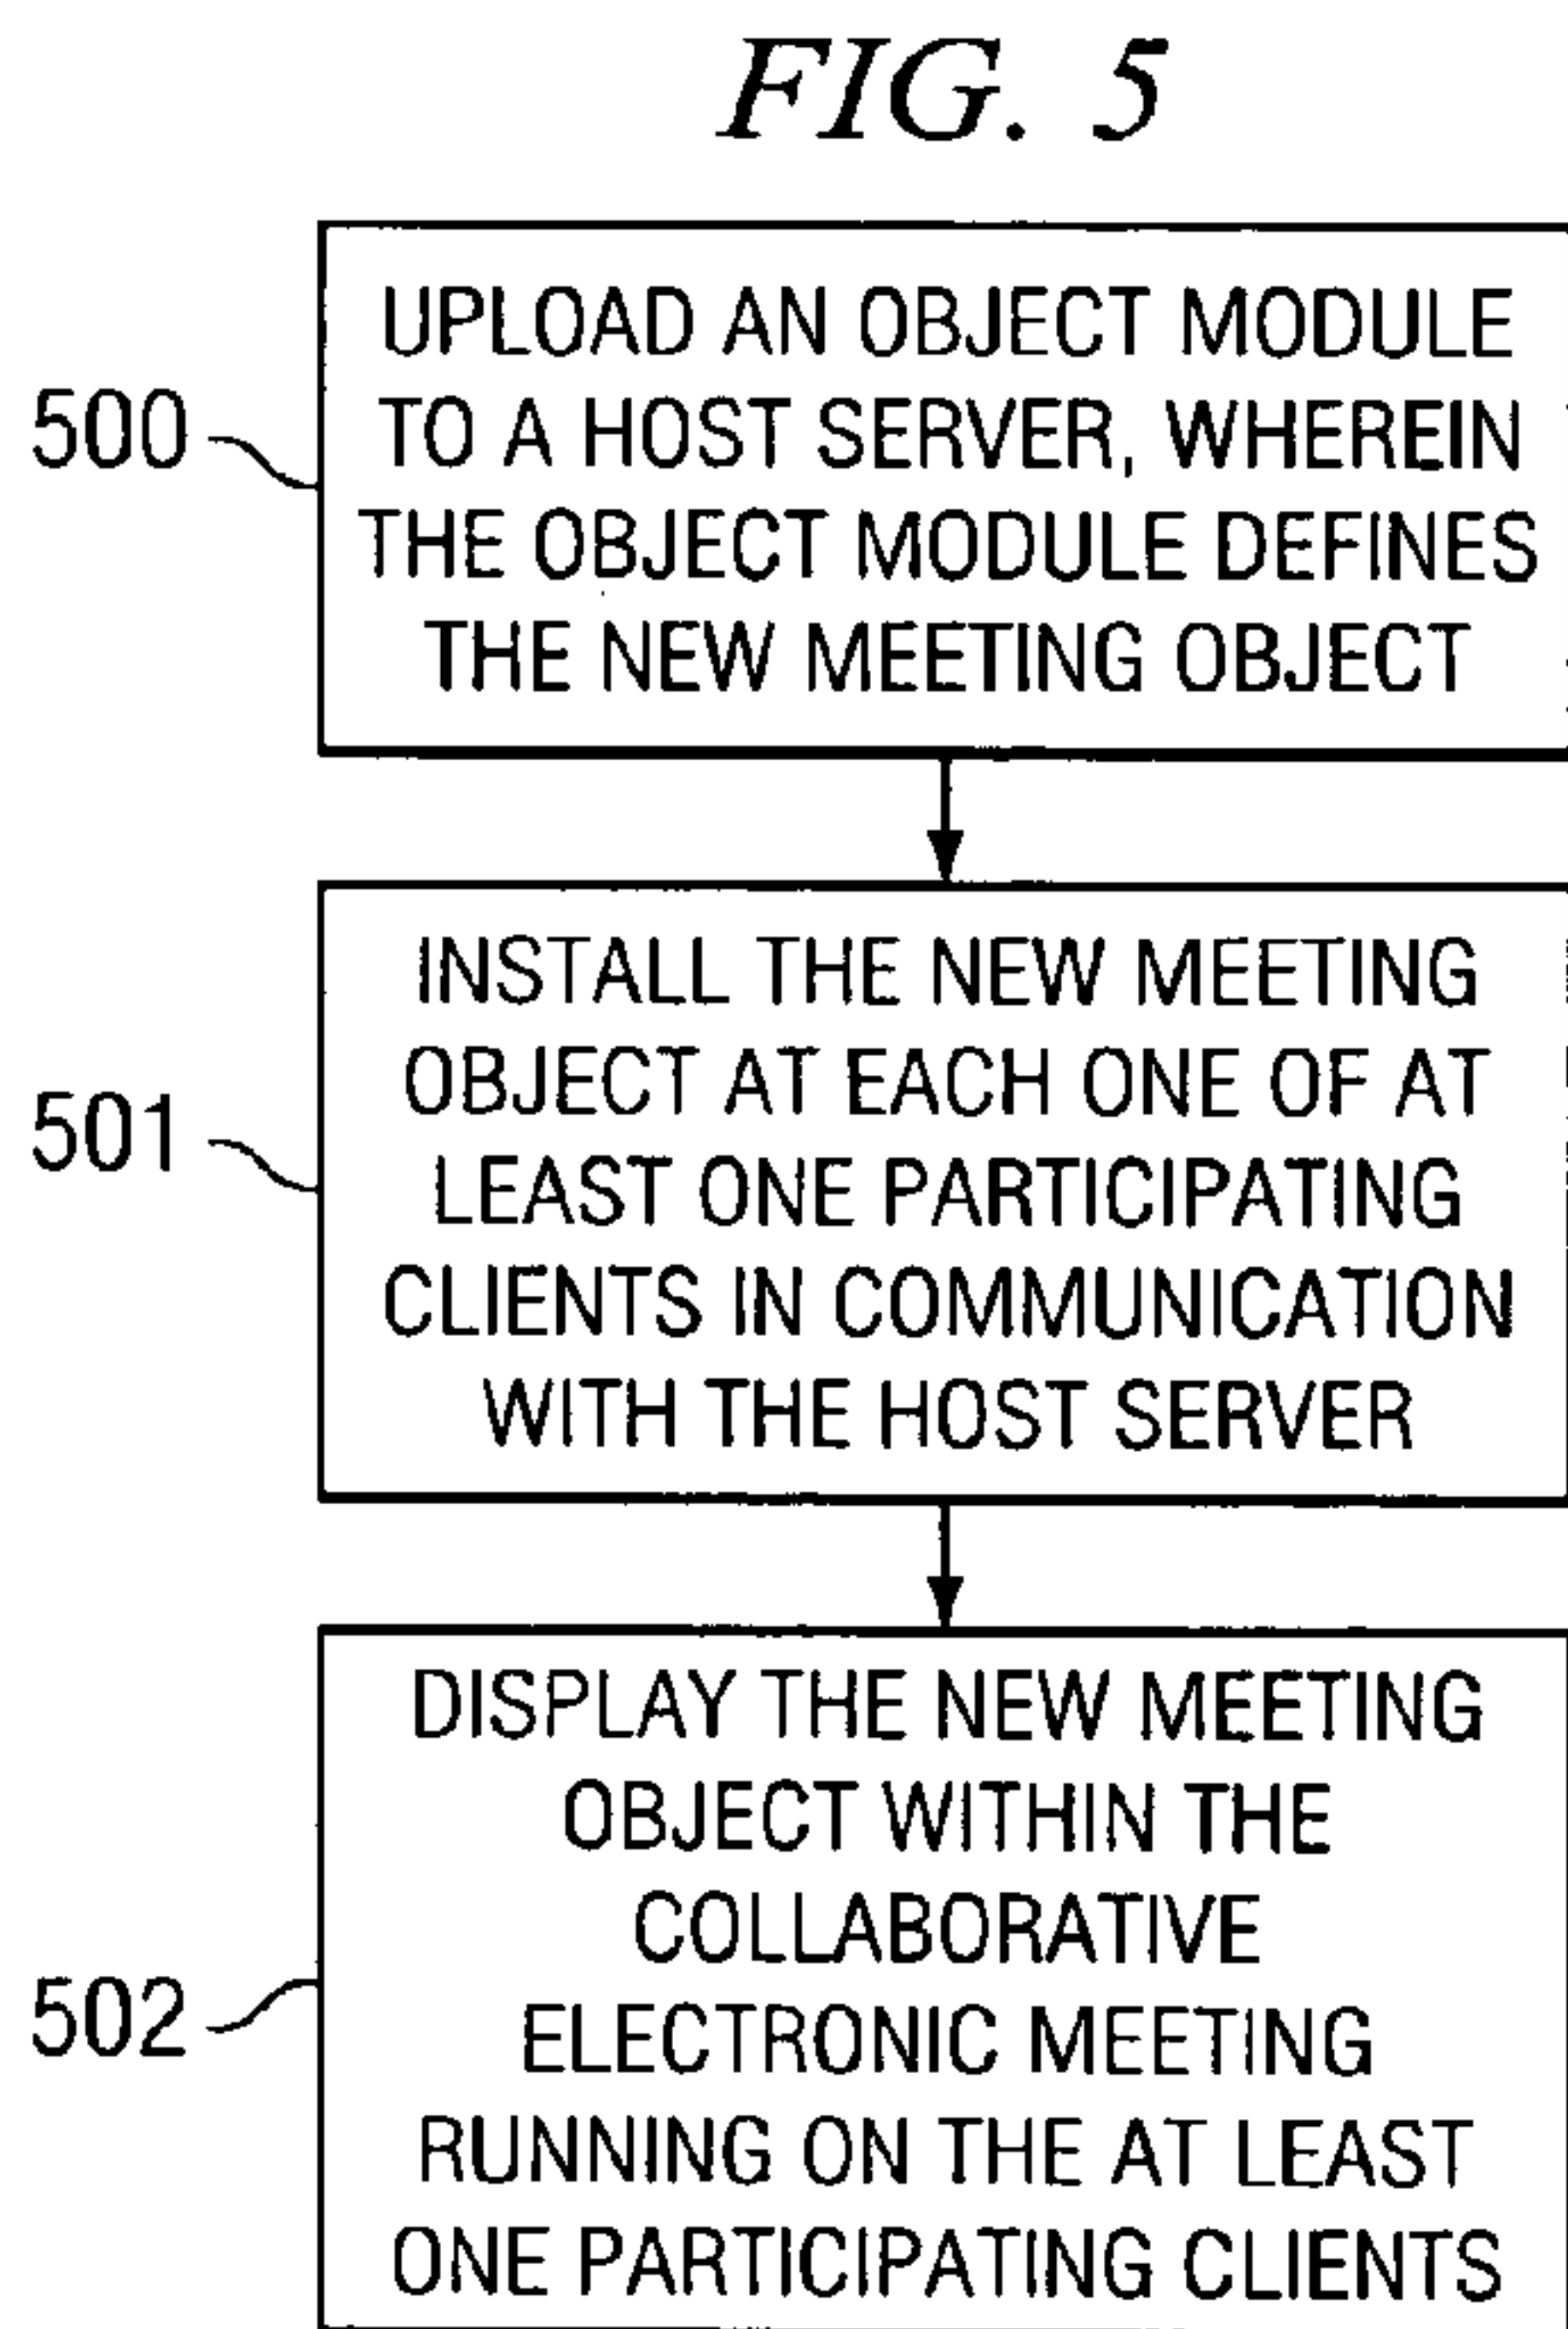 FIG. 5
500
UPLOAD AN OBJECT MODULE
TO A HOST SERVER, WHEREIN
THE OBJECT MODULE DEFINES
THE NEW MEETING OBJECT
501
INSTALL THE NEW MEETING
OBJECT AT EACH ONE OF AT
LEAST ONE PARTICIPATING
CLIENTS IN COMMUNICATION
WITH THE HOST SERVER
502
DISPLAY THE NEW MEETING
OBJECT WITHIN THE
COLLABORATIVE
ELECTRONIC MEETING
RUNNING ON THE AT LEAST
ONE PARTICIPATING CLIENTS